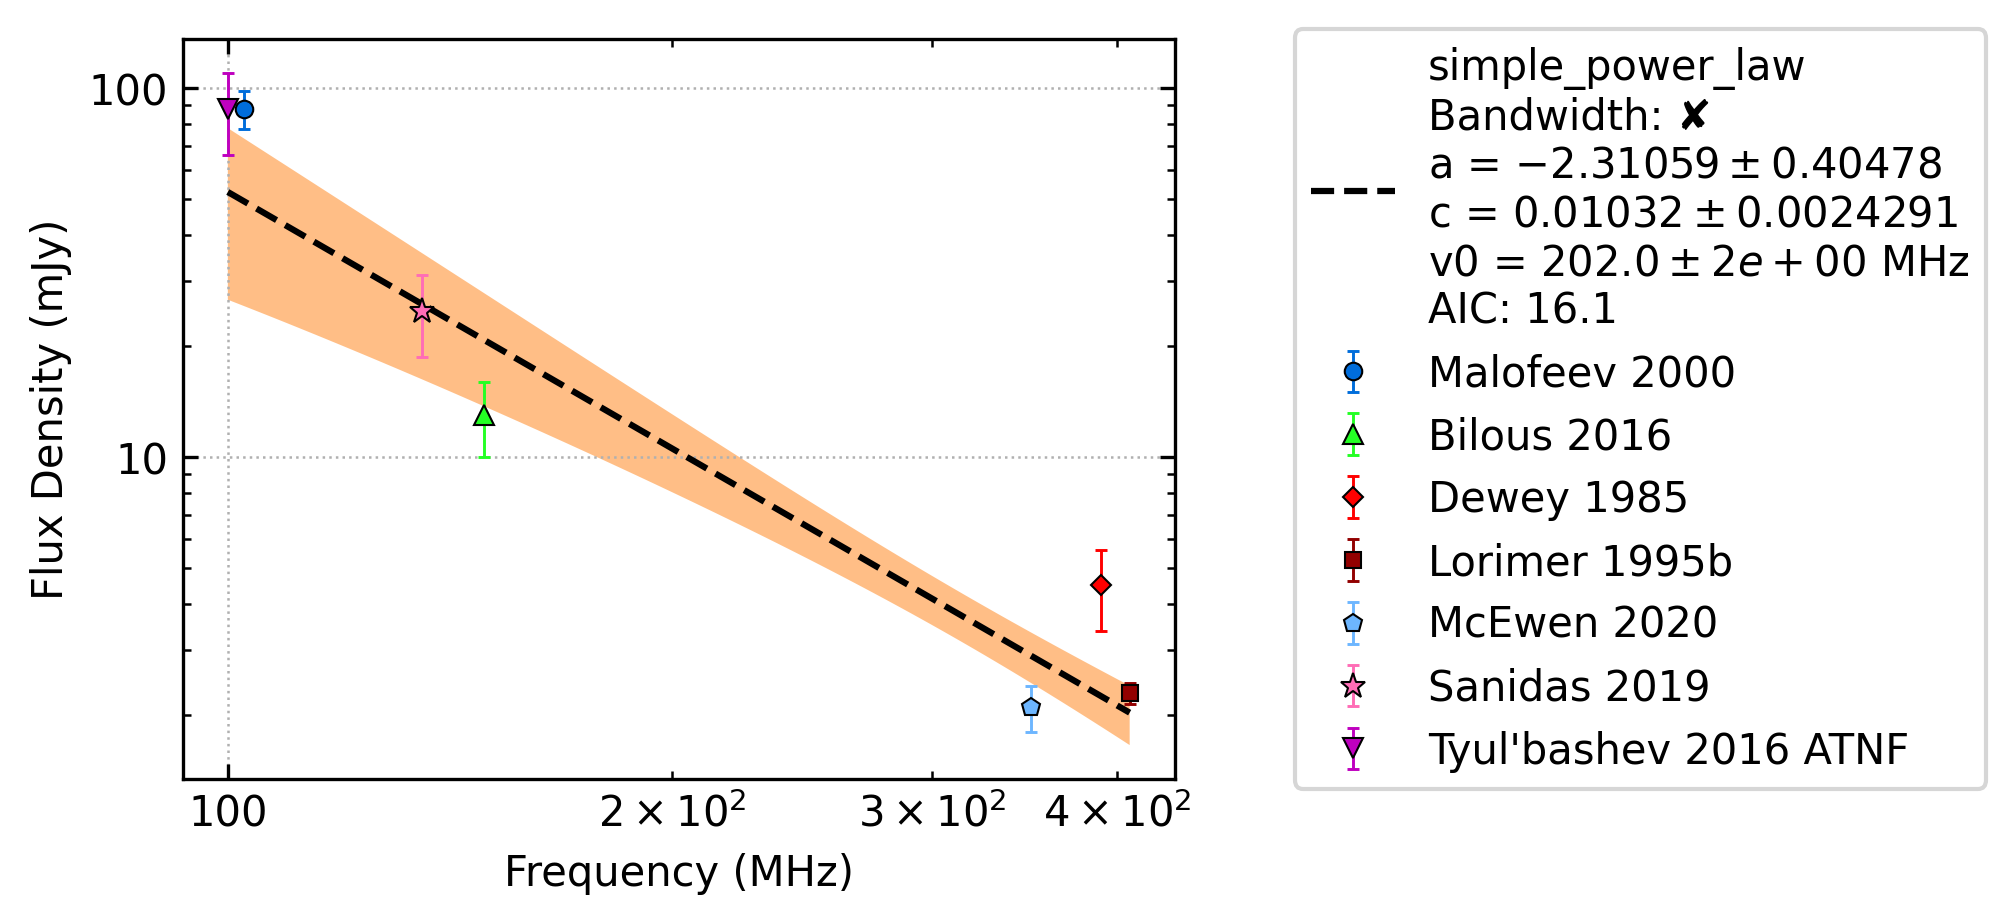 100
10
Flux Density (mJy)
100
2 × 10²
3 × 10²
4 × 10²
Frequency (MHz)
simple_power_law
Bandwidth: ✘
a = −2.31059 ± 0.40478
c = 0.01032 ± 0.0024291
v0 = 202.0 ± 2e + 00 MHz
AIC: 16.1
Malofeev 2000
Bilous 2016
Dewey 1985
Lorimer 1995b
McEwen 2020
Sanidas 2019
Tyul'bashev 2016 ATNF